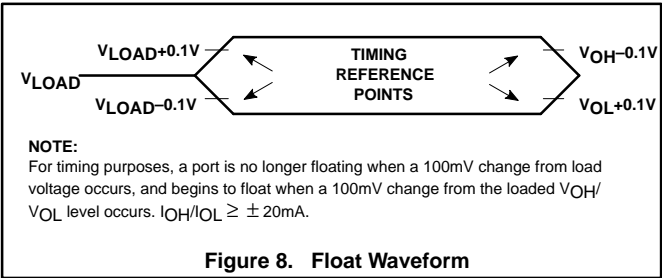 VLOAD+0.1V
TIMING
VOH–0.1V
VLOAD
REFERENCE
VLOAD–0.1V
POINTS
VOL+0.1V
NOTE:
For timing purposes, a port is no longer floating when a 100mV change from load
voltage occurs, and begins to float when a 100mV change from the loaded VOH/
VOL level occurs. IOH/IOL ≥ ± 20mA.
Figure 8. Float Waveform